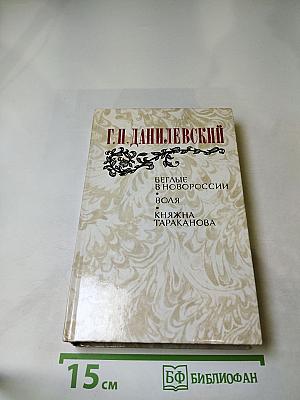 Г.П.ДАНИЛЕВСКИЙ
БЕГЛЫЕ
В НОВОРОССИИ
•
ВОЛЯ
•
КНЯЖНА
ТАРАКАНОВА
15 см
БФ БИБЛИОФАН